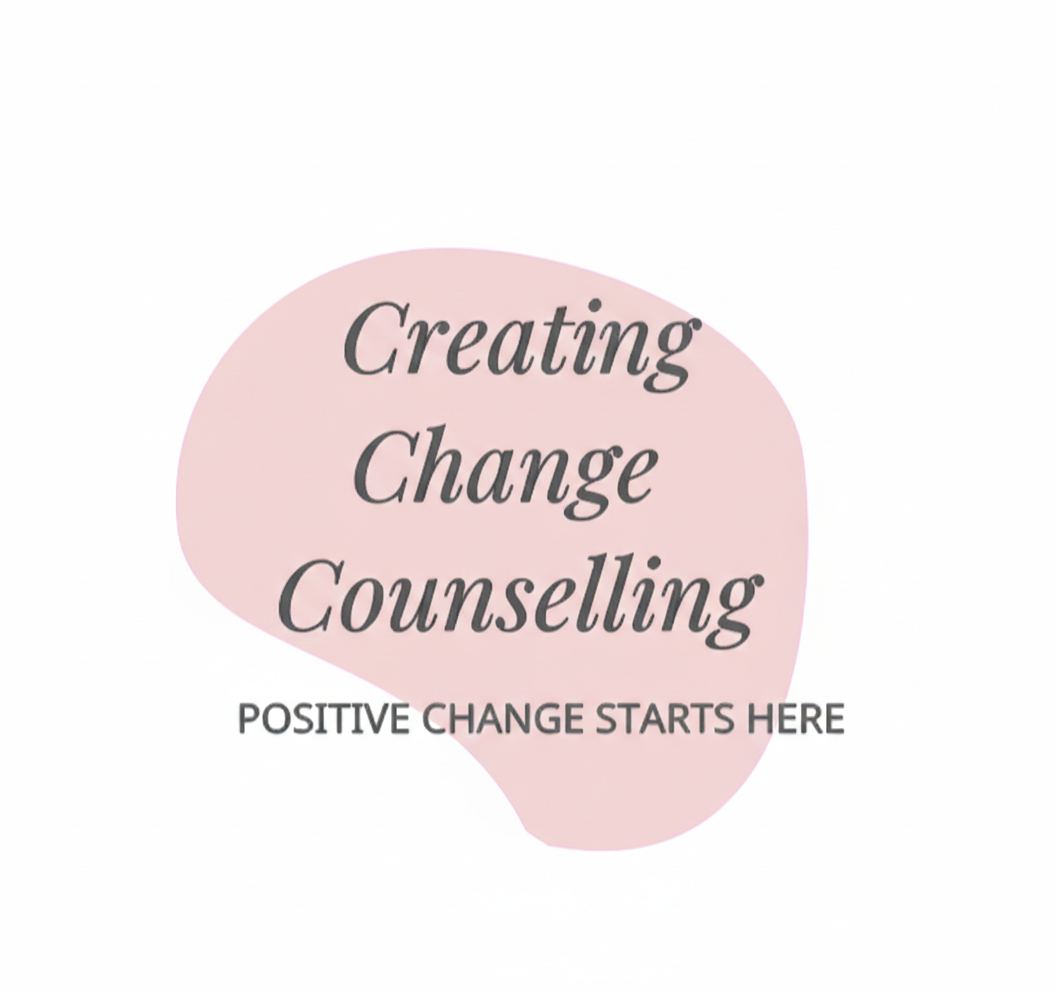 Creating
Change
Counselling
POSITIVE CHANGE STARTS HERE